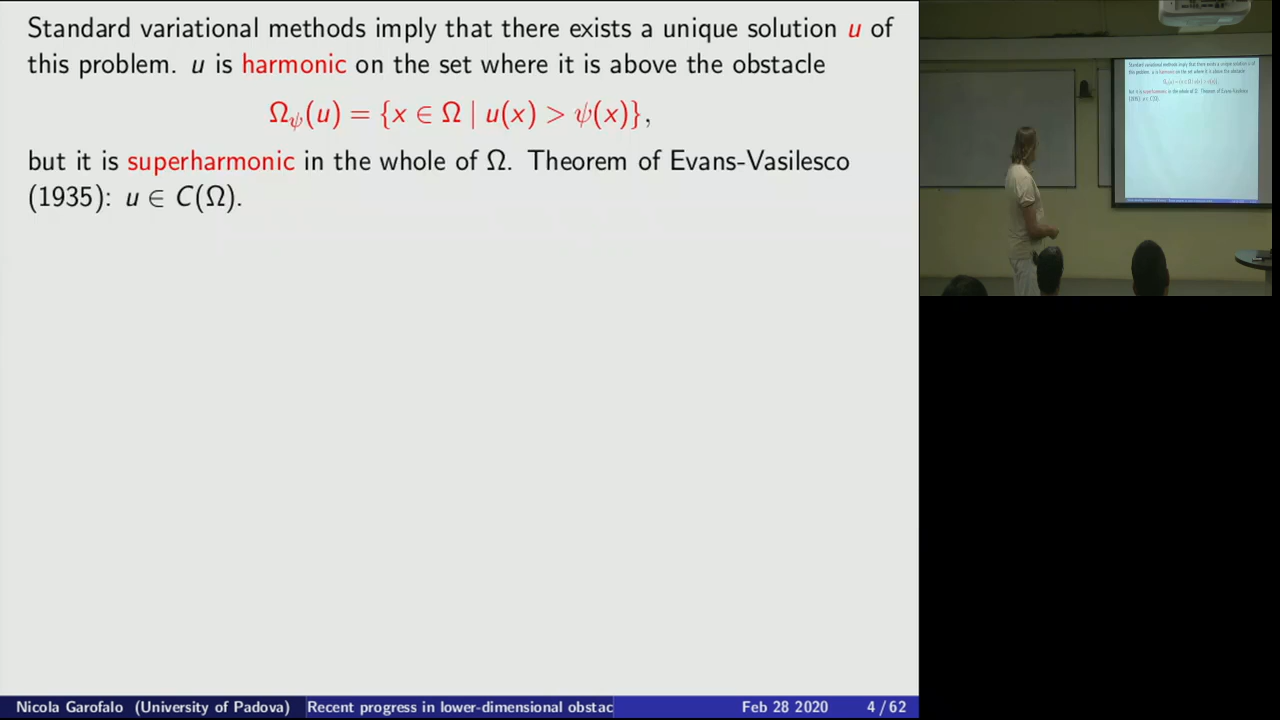 Standard variational methods imply that there exists a unique solution u of
this problem. u is harmonic on the set where it is above the obstacle
Ω_ψ(u) = {x ∈ Ω | u(x) > ψ(x)},
but it is superharmonic in the whole of Ω. Theorem of Evans-Vasilesco
(1935): u ∈ C(Ω).
Nicola Garofalo (University of Padova) Recent progress in lower-dimensional obstac Feb 28 2020 4 / 62